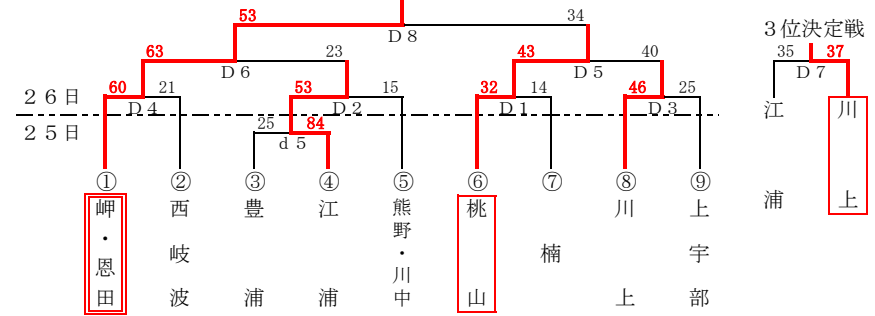 53 34
D8
3位決定戦
63 23 43 40 35 37
D6 D5 D7
60 21 53 15 32 14 46 25
26日 D4 D2 D1 D3
25日 25 84
d5
① ② ③ ④ ⑤ ⑥ ⑦ ⑧ ⑨
岬・恩田
西岐波
豊浦
江浦
熊野・川中
桃山
楠
川上
上宇部
江浦
川上